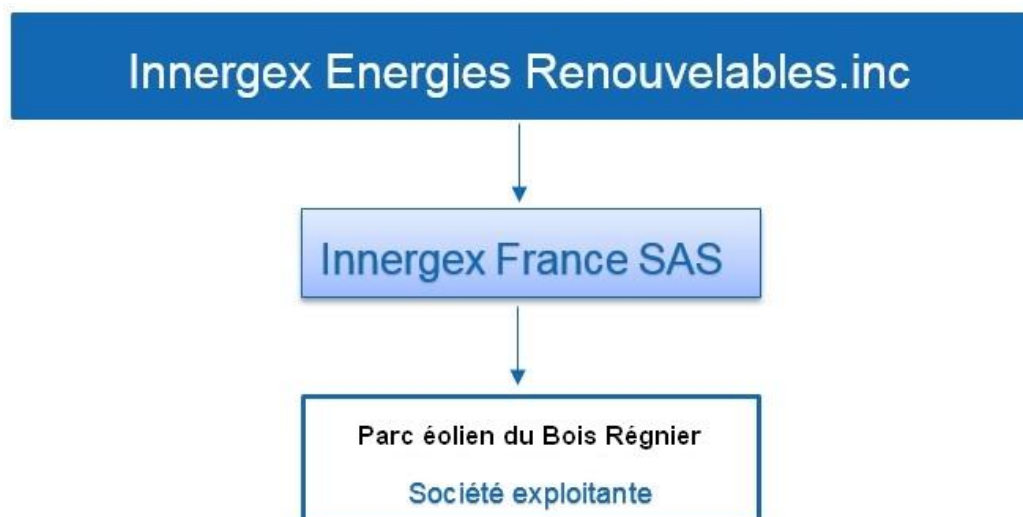 Innergex Energies Renouvelables.inc
Innergex France SAS
Parc éolien du Bois Régnier
Société exploitante